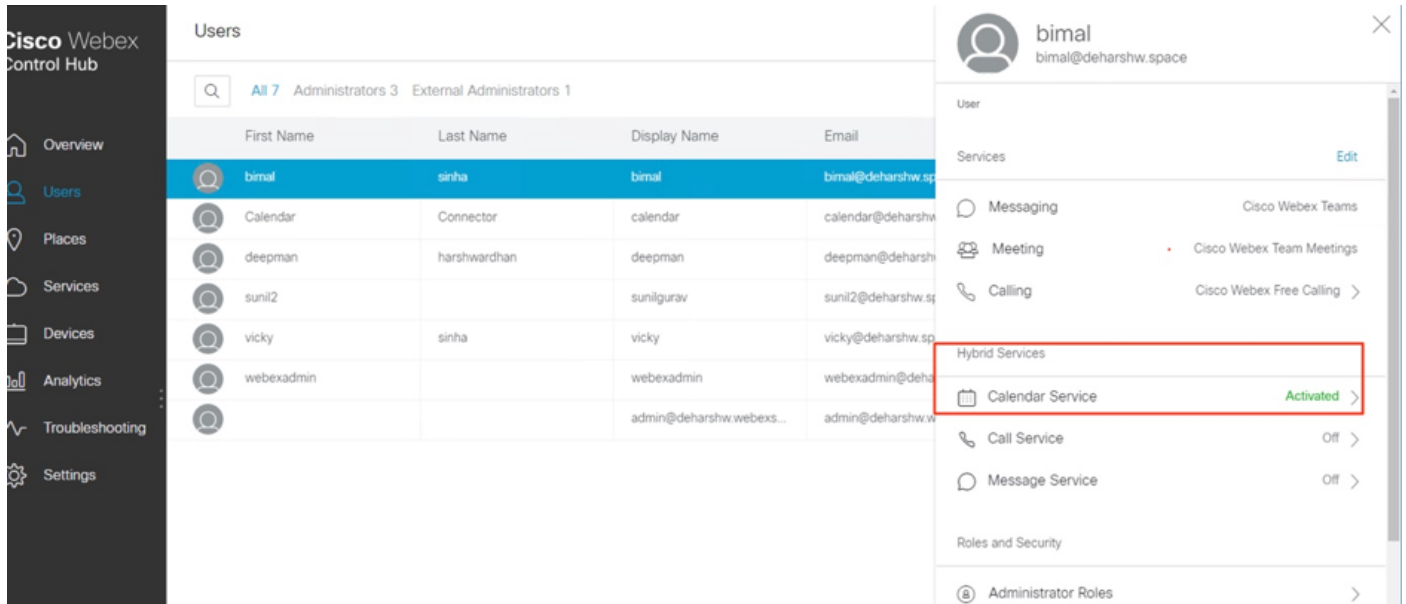 Cisco Webex
Control Hub
Overview
Users
Places
Services
Devices
Analytics
Troubleshooting
Settings
Users
All 7 Administrators 3 External Administrators 1
First Name Last Name Display Name Email
bimal sinha bimal bimal@deharshw.sp
Calendar Connector calendar calendar@deharshw
deepman harshwardhan deepman deepman@deharsh
sunil2 sunilgurav sunil2@deharshw.sp
vicky sinha vicky vicky@deharshw.sp
webexadmin webexadmin webexadmin@deha
admin@deharshw.webexs... admin@deharshw.w
bimal
bimal@deharshw.space
User
Services Edit
Messaging Cisco Webex Teams
Meeting Cisco Webex Team Meetings
Calling Cisco Webex Free Calling
Hybrid Services
Calendar Service Activated
Call Service Off
Message Service Off
Roles and Security
Administrator Roles